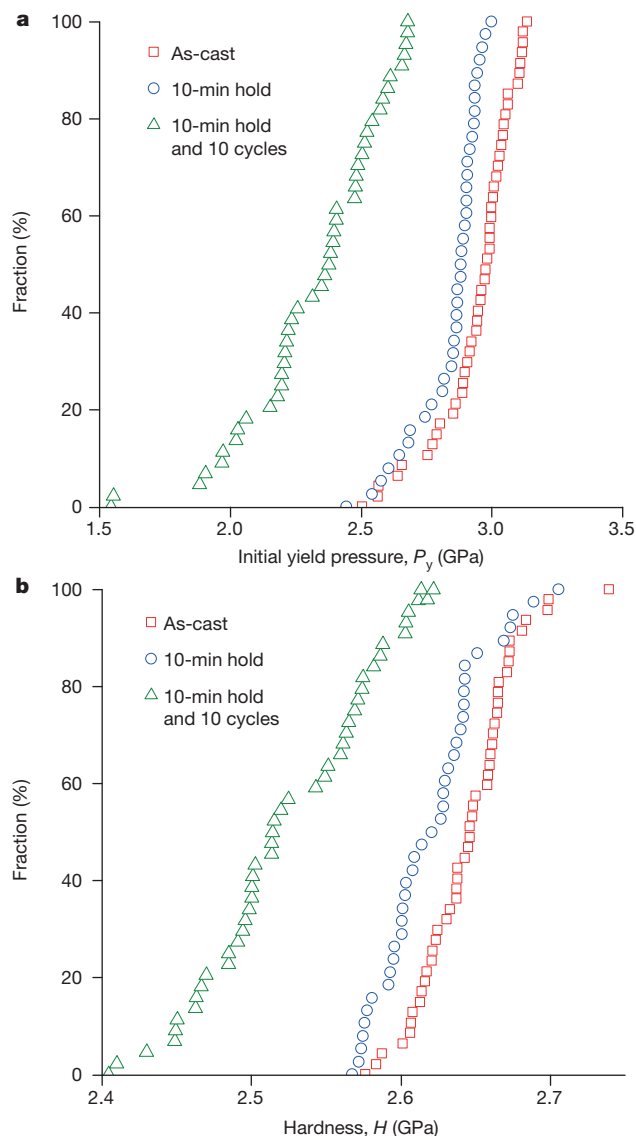 a
100
80
60
40
20
0
Fraction (%)
As-cast
10-min hold
10-min hold
and 10 cycles
1.5 2.0 2.5 3.0 3.5
Initial yield pressure, Py (GPa)
b
100
80
60
40
20
0
Fraction (%)
As-cast
10-min hold
10-min hold
and 10 cycles
2.4 2.5 2.6 2.7
Hardness, H (GPa)